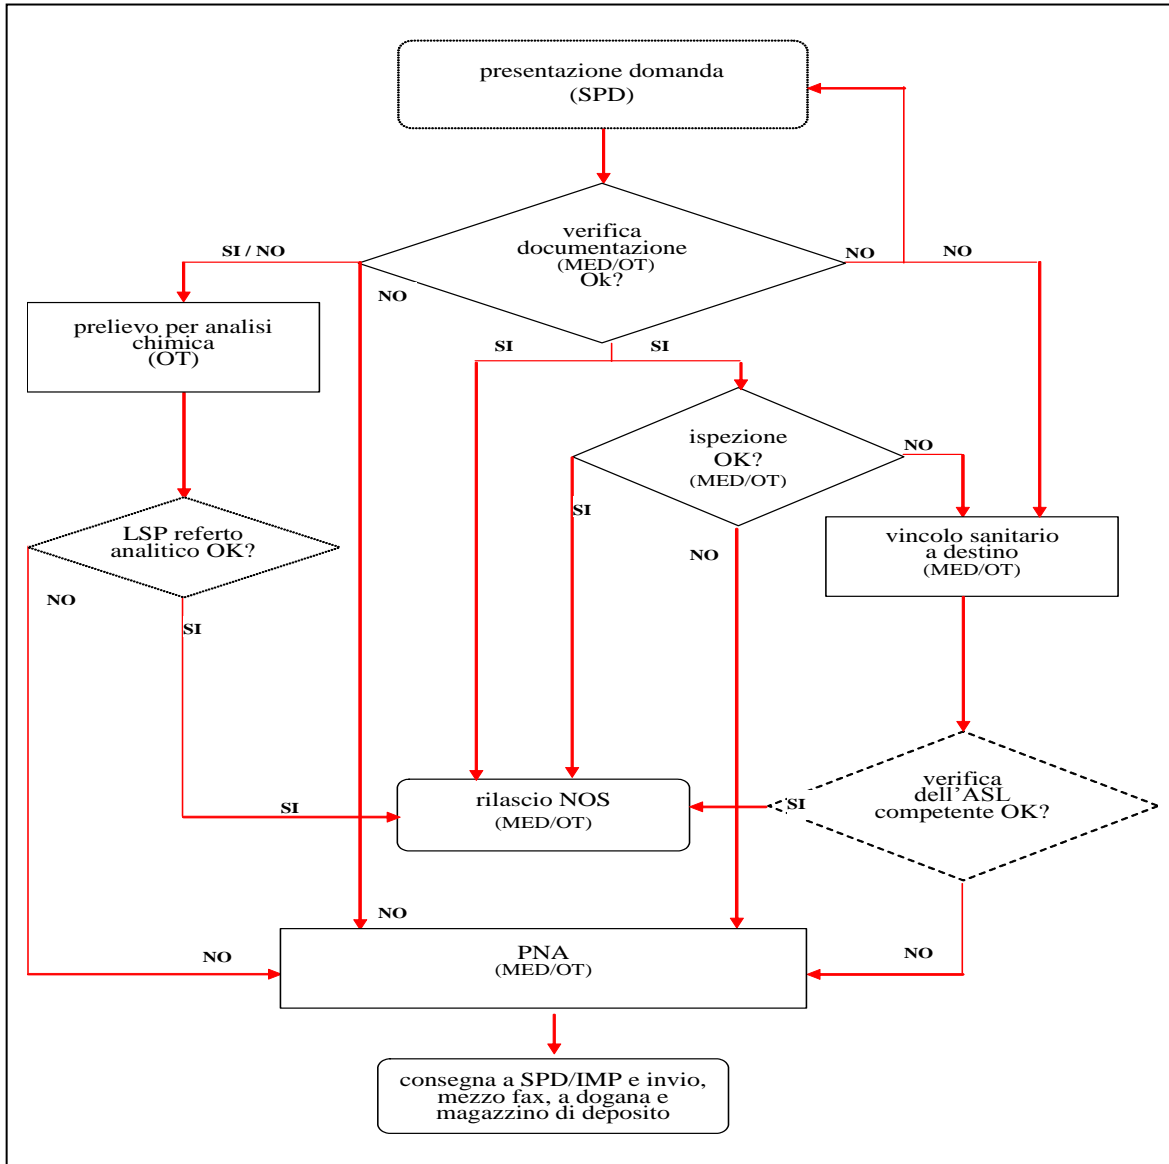 presentazione domanda
(SPD)
verifica
documentazione
(MED/OT)
Ok?
SI / NO
NO
NO
NO
prelievo per analisi
chimica
(OT)
SI
SI
ispezione
OK?
(MED/OT)
NO
SI
NO
LSP referto
analitico OK?
NO
SI
vincolo sanitario
a destino
(MED/OT)
verifica
dell'ASL
competente OK?
SI
rilascio NOS
(MED/OT)
SI
NO
NO
NO
PNA
(MED/OT)
consegna a SPD/IMP e invio,
mezzo fax, a dogana e
magazzino di deposito